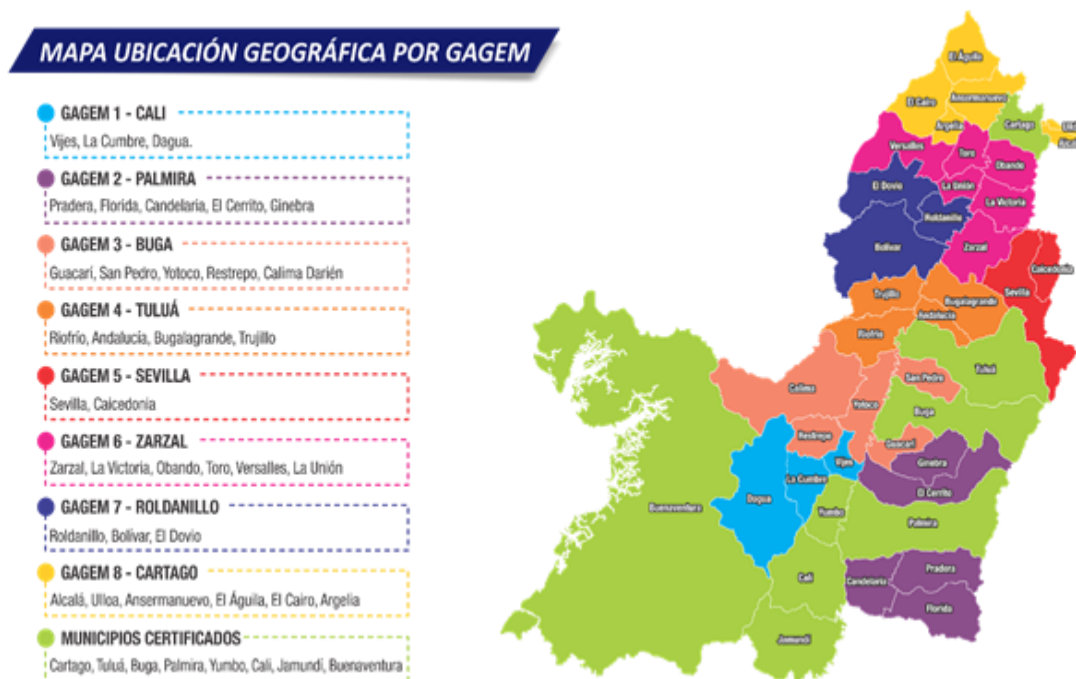 MAPA UBICACIÓN GEOGRÁFICA POR GAGEM
GAGEM 1 - CALI
Vijes, La Cumbre, Dagua.
GAGEM 2 - PALMIRA
Pradera, Florida, Candelaria, El Cerrito, Ginebra
GAGEM 3 - BUGA
Guacarí, San Pedro, Yotoco, Restrepo, Calima Darién
GAGEM 4 - TULUÁ
Riofrío, Andalucía, Bugalagrande, Trujillo
GAGEM 5 - SEVILLA
Sevilla, Caicedonia
GAGEM 6 - ZARZAL
Zarzal, La Victoria, Obando, Toro, Versalles, La Unión
GAGEM 7 - ROLDANILLO
Roldanillo, Bolívar, El Dovio
GAGEM 8 - CARTAGO
Alcalá, Ulloa, Ansermanuevo, El Águila, El Cairo, Argelia
MUNICIPIOS CERTIFICADOS
Cartago, Tuluá, Buga, Palmira, Yumbo, Cali, Jamundí, Buenaventura
El Águila
El Cairo
Ansermanuevo
Argelia
Cartago
Versalles
Toro
Obando
El Dovio
La Unión
La Victoria
Roldanillo
Bolívar
Zarzal
Caicedonia
Sevilla
Trujillo
Bugalagrande
Andalucía
Riofrío
Tuluá
San Pedro
Calima
Yotoco
Buga
Restrepo
Guacarí
Vijes
Ginebra
La Cumbre
El Cerrito
Dagua
Buenaventura
Yumbo
Palmira
Cali
Candelaria
Pradera
Florida
Jamundí